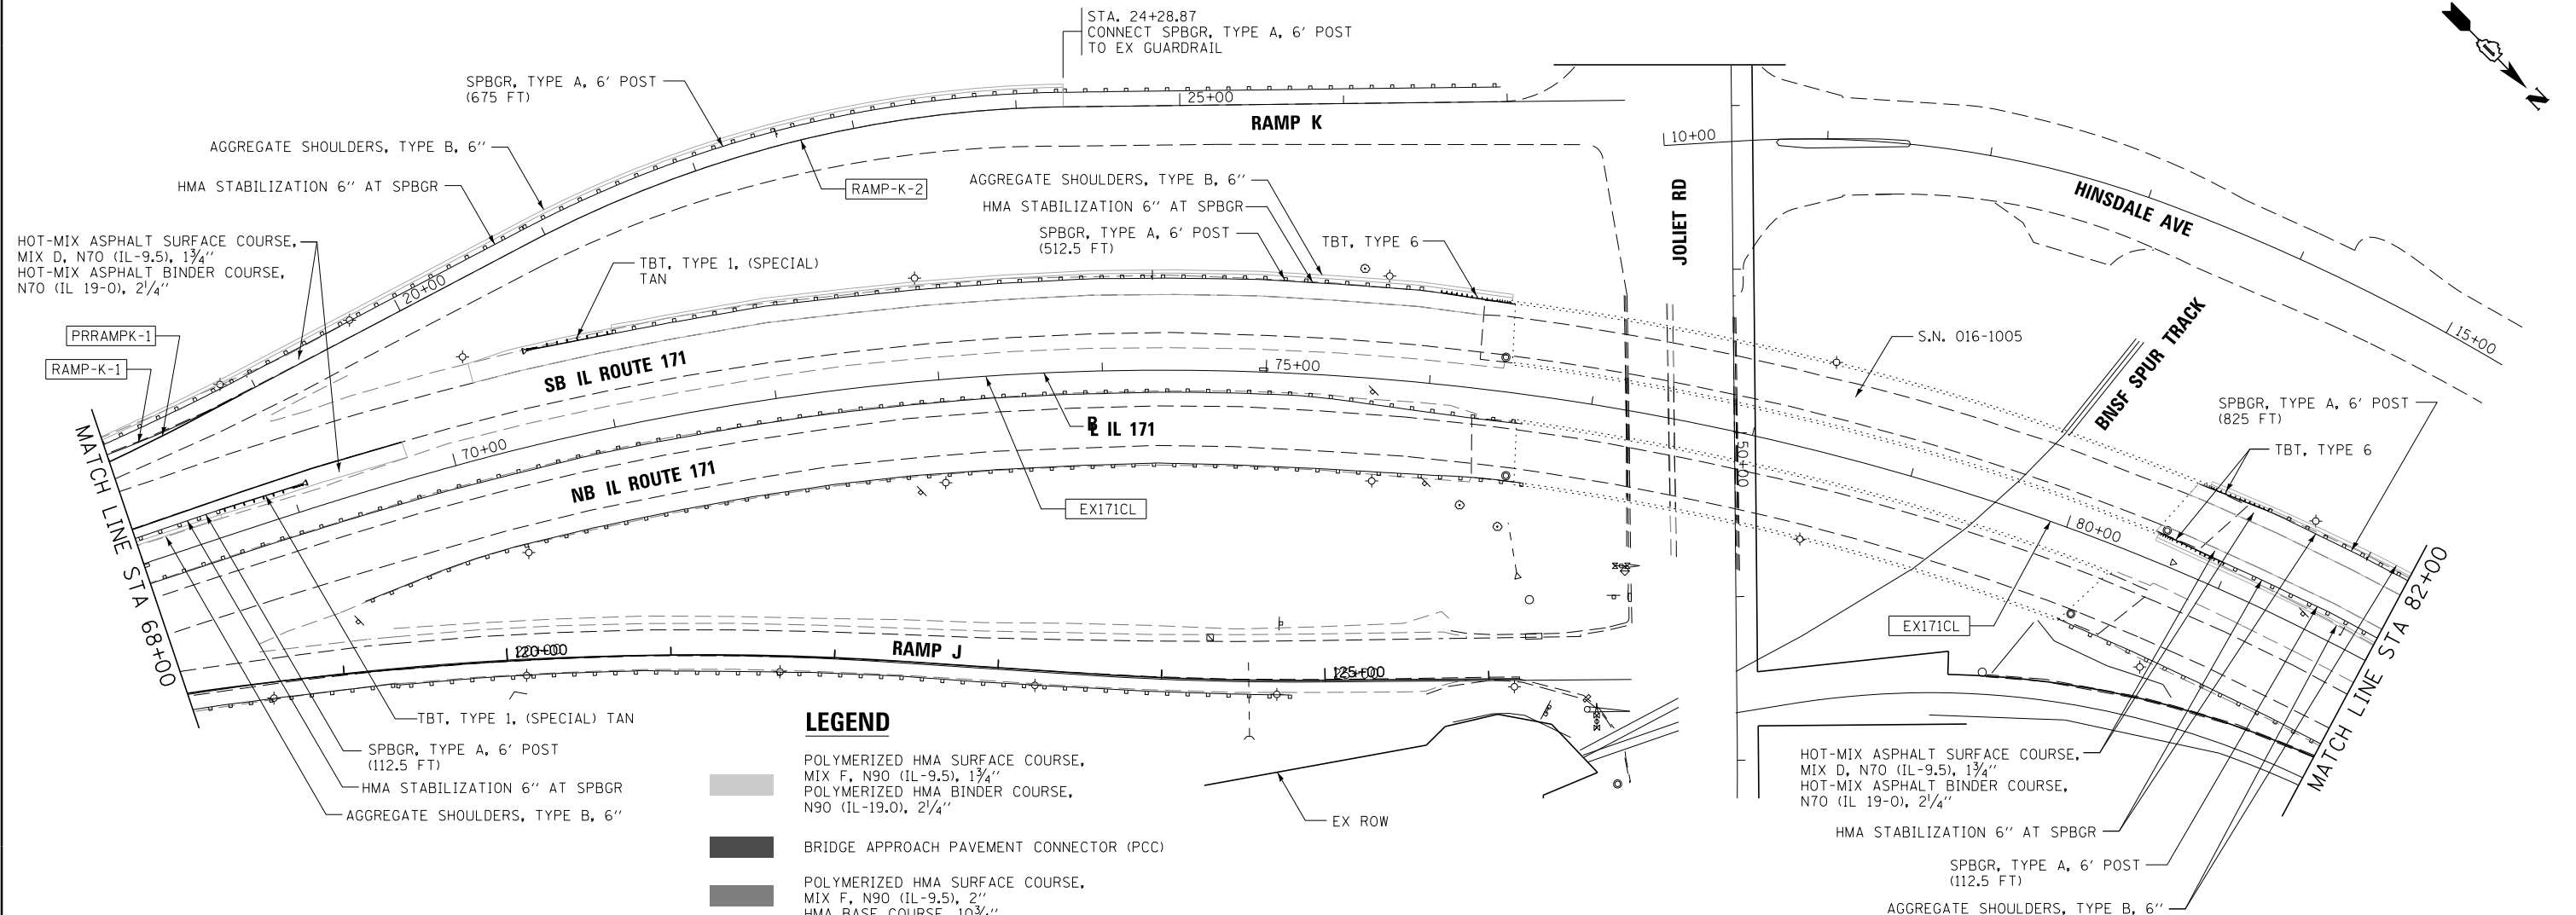 STA. 24+28.87
CONNECT SPBGR, TYPE A, 6' POST
TO EX GUARDRAIL
N
SPBGR, TYPE A, 6' POST
(675 FT)
25+00
RAMP K
10+00
AGGREGATE SHOULDERS, TYPE B, 6"
HMA STABILIZATION 6" AT SPBGR
RAMP-K-2
AGGREGATE SHOULDERS, TYPE B, 6"
HMA STABILIZATION 6" AT SPBGR
SPBGR, TYPE A, 6' POST
(512.5 FT)
TBT, TYPE 6
JOLIET RD
HINSDALE AVE
HOT-MIX ASPHALT SURFACE COURSE,
MIX D, N70 (IL-9.5), 1¾"
HOT-MIX ASPHALT BINDER COURSE,
N70 (IL 19-0), 2¼"
20+00
TBT, TYPE 1, (SPECIAL)
TAN
PRRAMPK-1
RAMP-K-1
SB IL ROUTE 171
75+00
S.N. 016-1005
BNSF SPUR TRACK
15+00
SPBGR, TYPE A, 6' POST
(825 FT)
TBT, TYPE 6
MATCH LINE STA 68+00
70+00
NB IL ROUTE 171
℄ IL 171
EX171CL
50+00
80+00
EX171CL
MATCH LINE STA 82+00
120+00
RAMP J
125+00
TBT, TYPE 1, (SPECIAL) TAN
SPBGR, TYPE A, 6' POST
(112.5 FT)
HMA STABILIZATION 6" AT SPBGR
AGGREGATE SHOULDERS, TYPE B, 6"
LEGEND
POLYMERIZED HMA SURFACE COURSE,
MIX F, N90 (IL-9.5), 1¾"
POLYMERIZED HMA BINDER COURSE,
N90 (IL-19.0), 2¼"
BRIDGE APPROACH PAVEMENT CONNECTOR (PCC)
POLYMERIZED HMA SURFACE COURSE,
MIX F, N90 (IL-9.5), 2"
HMA BASE COURSE, 10¾"
EX ROW
HOT-MIX ASPHALT SURFACE COURSE,
MIX D, N70 (IL-9.5), 1¾"
HOT-MIX ASPHALT BINDER COURSE,
N70 (IL 19-0), 2¼"
HMA STABILIZATION 6" AT SPBGR
SPBGR, TYPE A, 6' POST
(112.5 FT)
AGGREGATE SHOULDERS, TYPE B, 6"